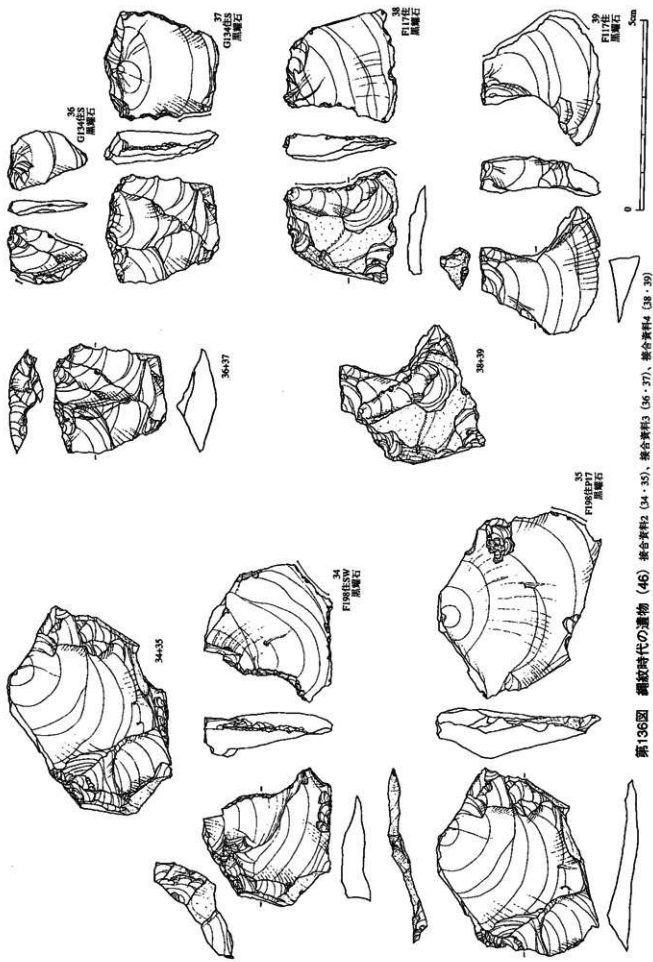 34+35
34
F198住SW
黒曜石
35
F198住P17
黒曜石
36+37
36
G134住S
黒曜石
37
G134住S
黒曜石
38+39
38
F117住
黒曜石
39
F117住
黒曜石
0 5cm
第136図 縄紋時代の遺物(46) 接合資料2(34・35)、接合資料3(36・37)、接合資料4(38・39)